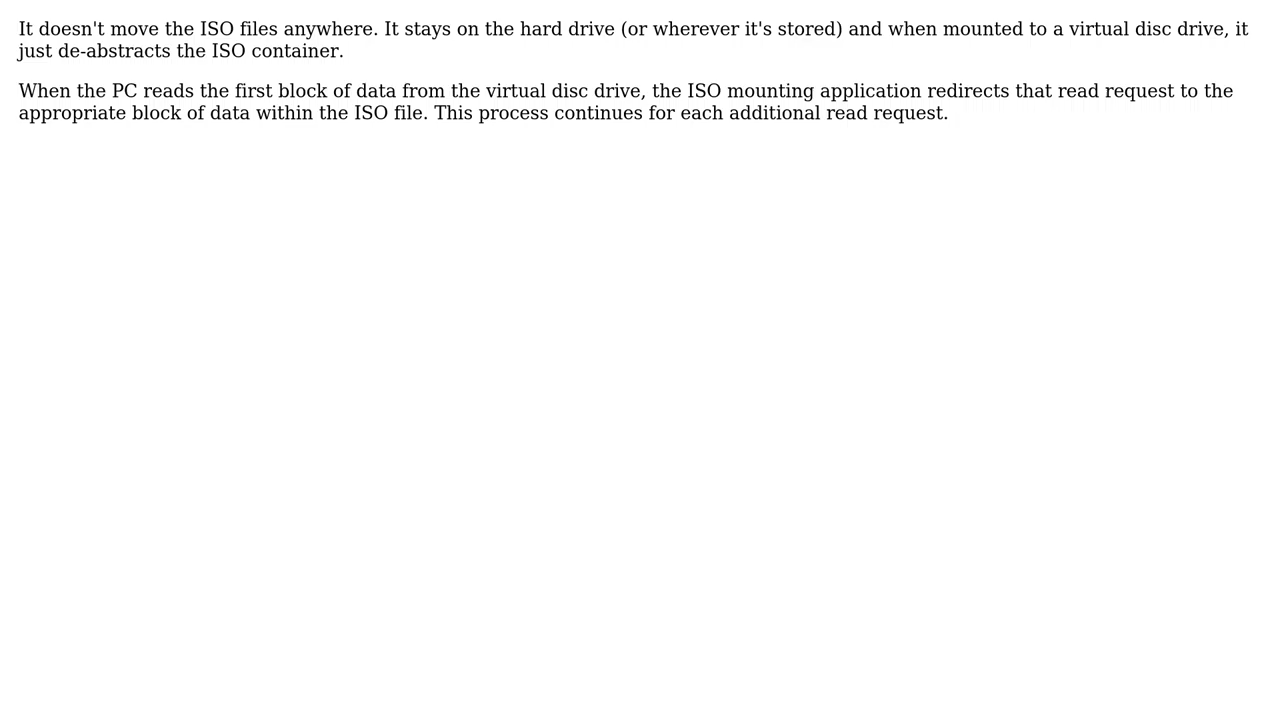 It doesn't move the ISO files anywhere. It stays on the hard drive (or wherever it's stored) and when mounted to a virtual disc drive, it
just de-abstracts the ISO container.
When the PC reads the first block of data from the virtual disc drive, the ISO mounting application redirects that read request to the
appropriate block of data within the ISO file. This process continues for each additional read request.